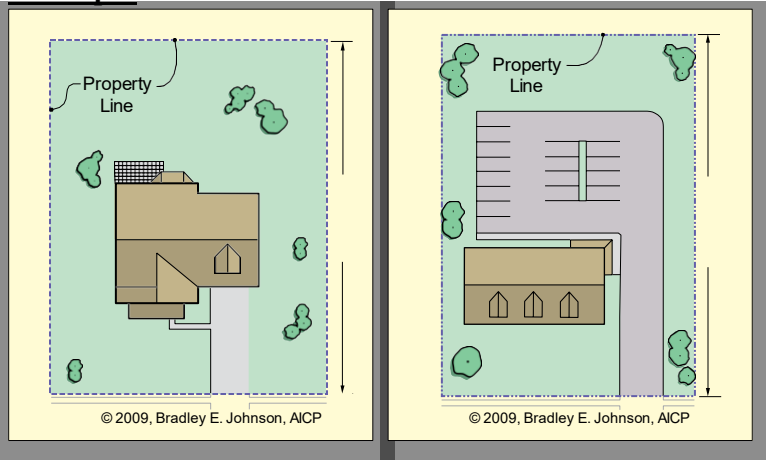 Property
Line
© 2009, Bradley E. Johnson, AICP
Property
Line
© 2009, Bradley E. Johnson, AICP